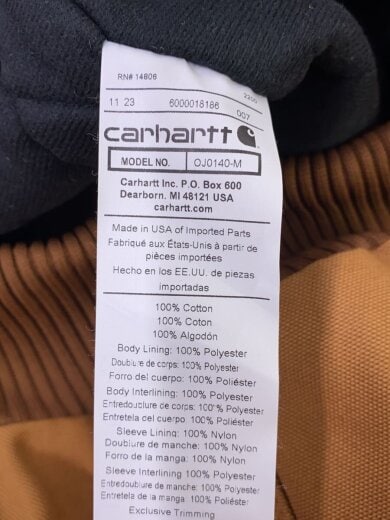 RN# 14806
2200
11 23 6000018186
007
carhartt
MODEL NO. OJ0140-M
Carhartt Inc. P.O. Box 600
Dearborn. MI 48121 USA
carhartt.com
Made in USA of Imported Parts
Fabriqué aux États-Unis à partir de
pièces importées
Hecho en los EE.UU. de piezas
importadas
100% Cotton
100% Coton
100% Algodón
Body Lining: 100% Polyester
Doublure de corps: 100% Polyester
Forro del cuerpo: 100% Poliéster
Body Interlining: 100% Polyester
Entredoublure de corps: 100% Polyester
Entretela del cuerpo: 100% Poliéster
Sleeve Lining: 100% Nylon
Doublure de manche: 100% Nylon
Forro de la manga: 100% Nylon
Sleeve Interlining 100% Polyester
Entredoublure de manche: 100% Polyester
Entretela de la manga: 100% Poliéster
Exclusive Trimming